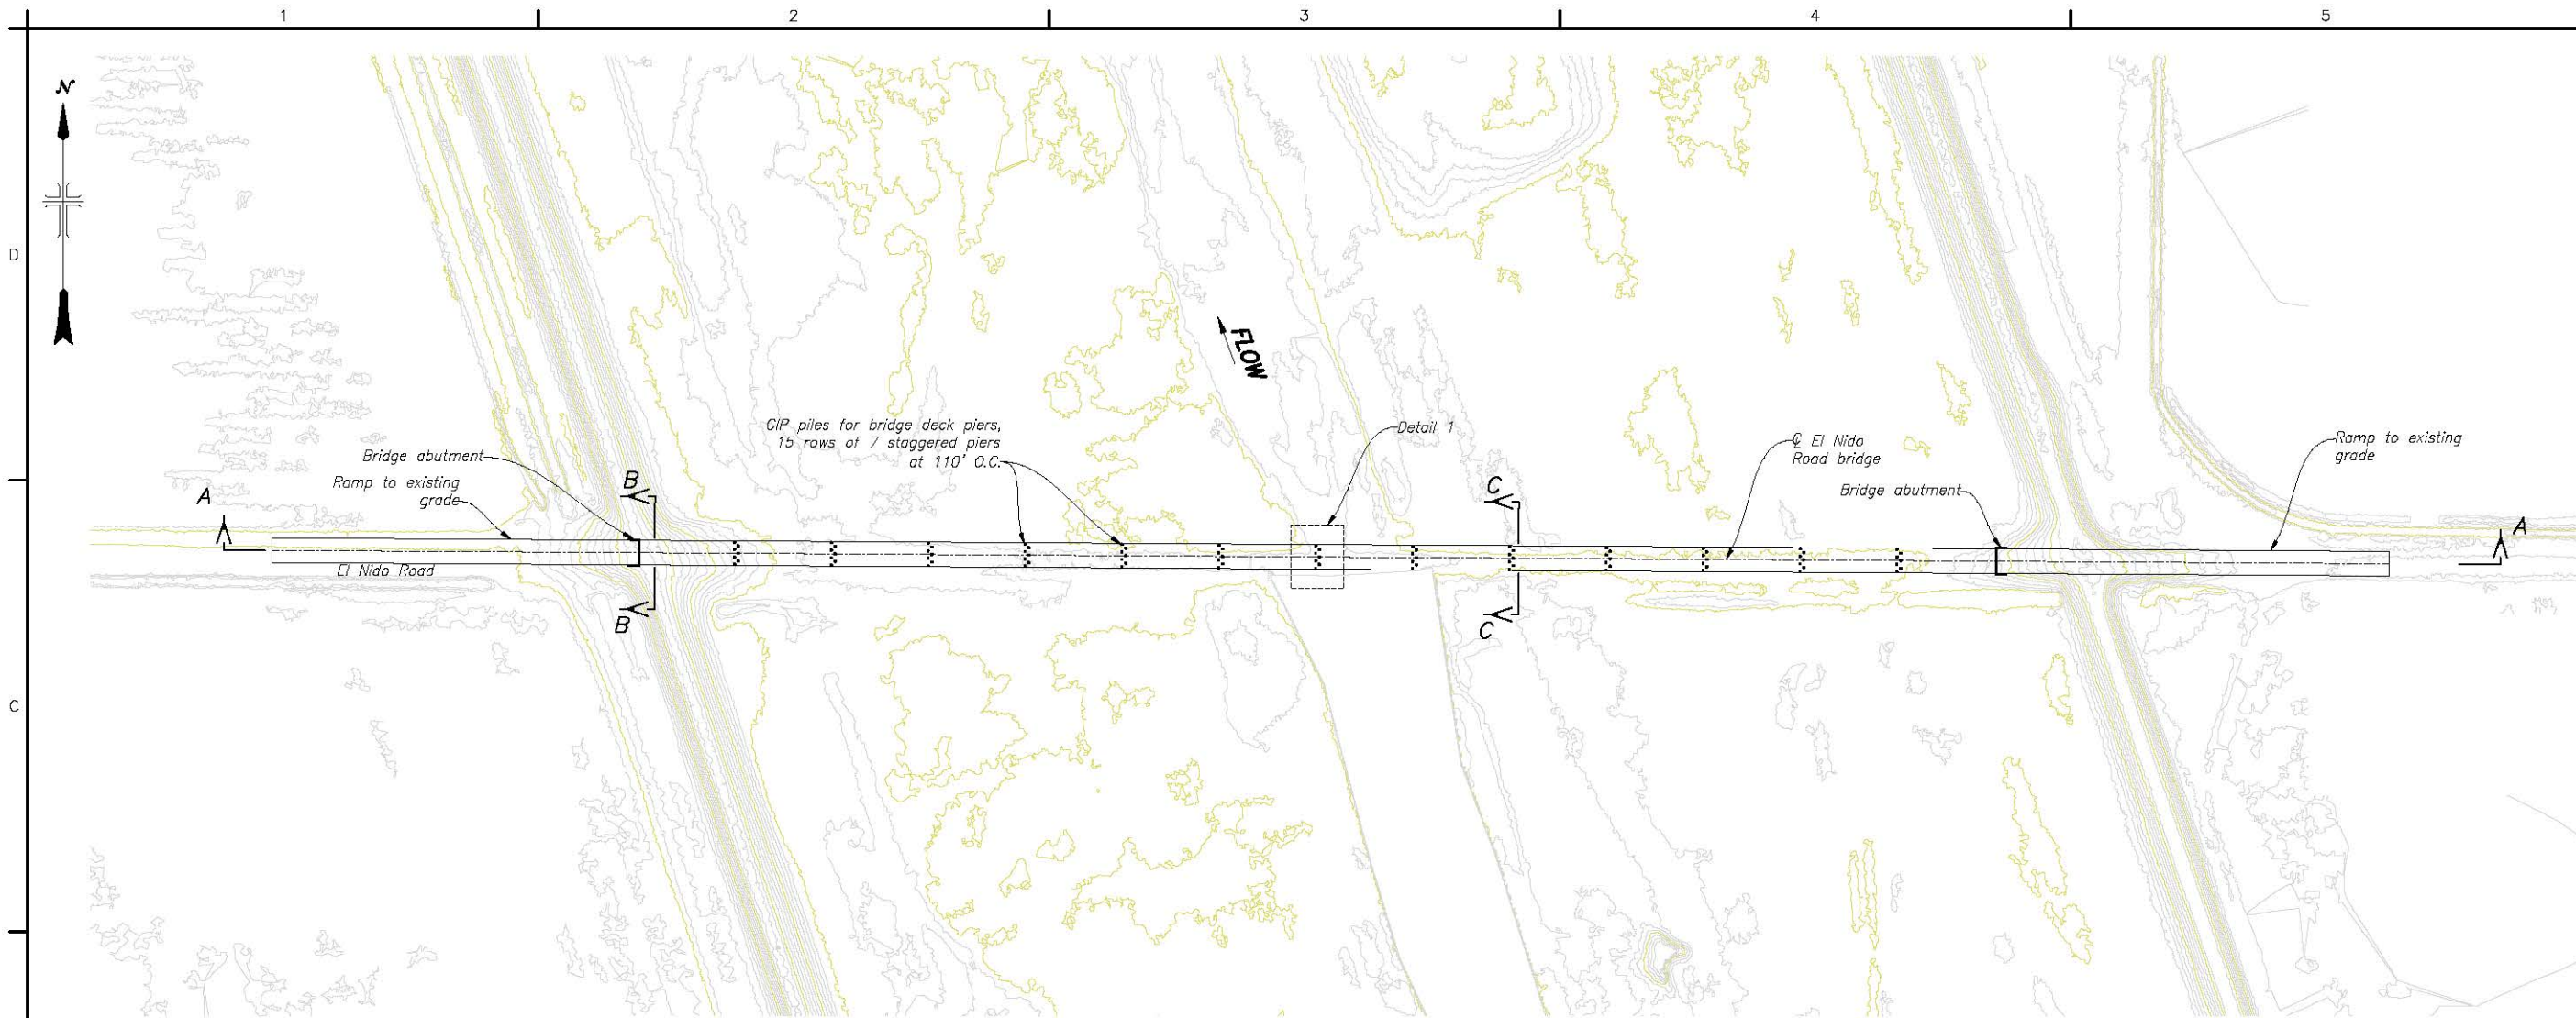 1 2 3 4 5
N
D
FLOW
CIP piles for bridge deck piers,
15 rows of 7 staggered piers
at 110' O.C.
Detail 1
℄ El Nido
Road bridge
Ramp to existing
grade
Bridge abutment
Ramp to existing
grade
Bridge abutment
A
B
C
A
El Nido Road
B
C
C